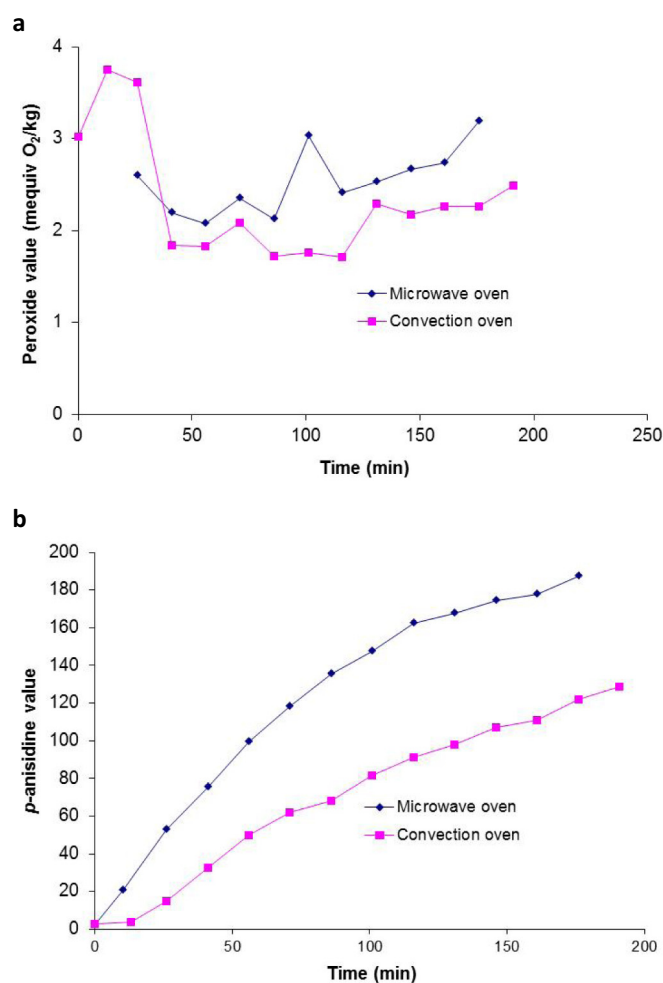 a
4
3
2
1
0
Peroxide value (mequiv O₂/kg)
Microwave oven
Convection oven
0 50 100 150 200 250
Time (min)
b
200
180
160
140
120
100
80
60
40
20
0
p-anisidine value
Microwave oven
Convection oven
0 50 100 150 200
Time (min)